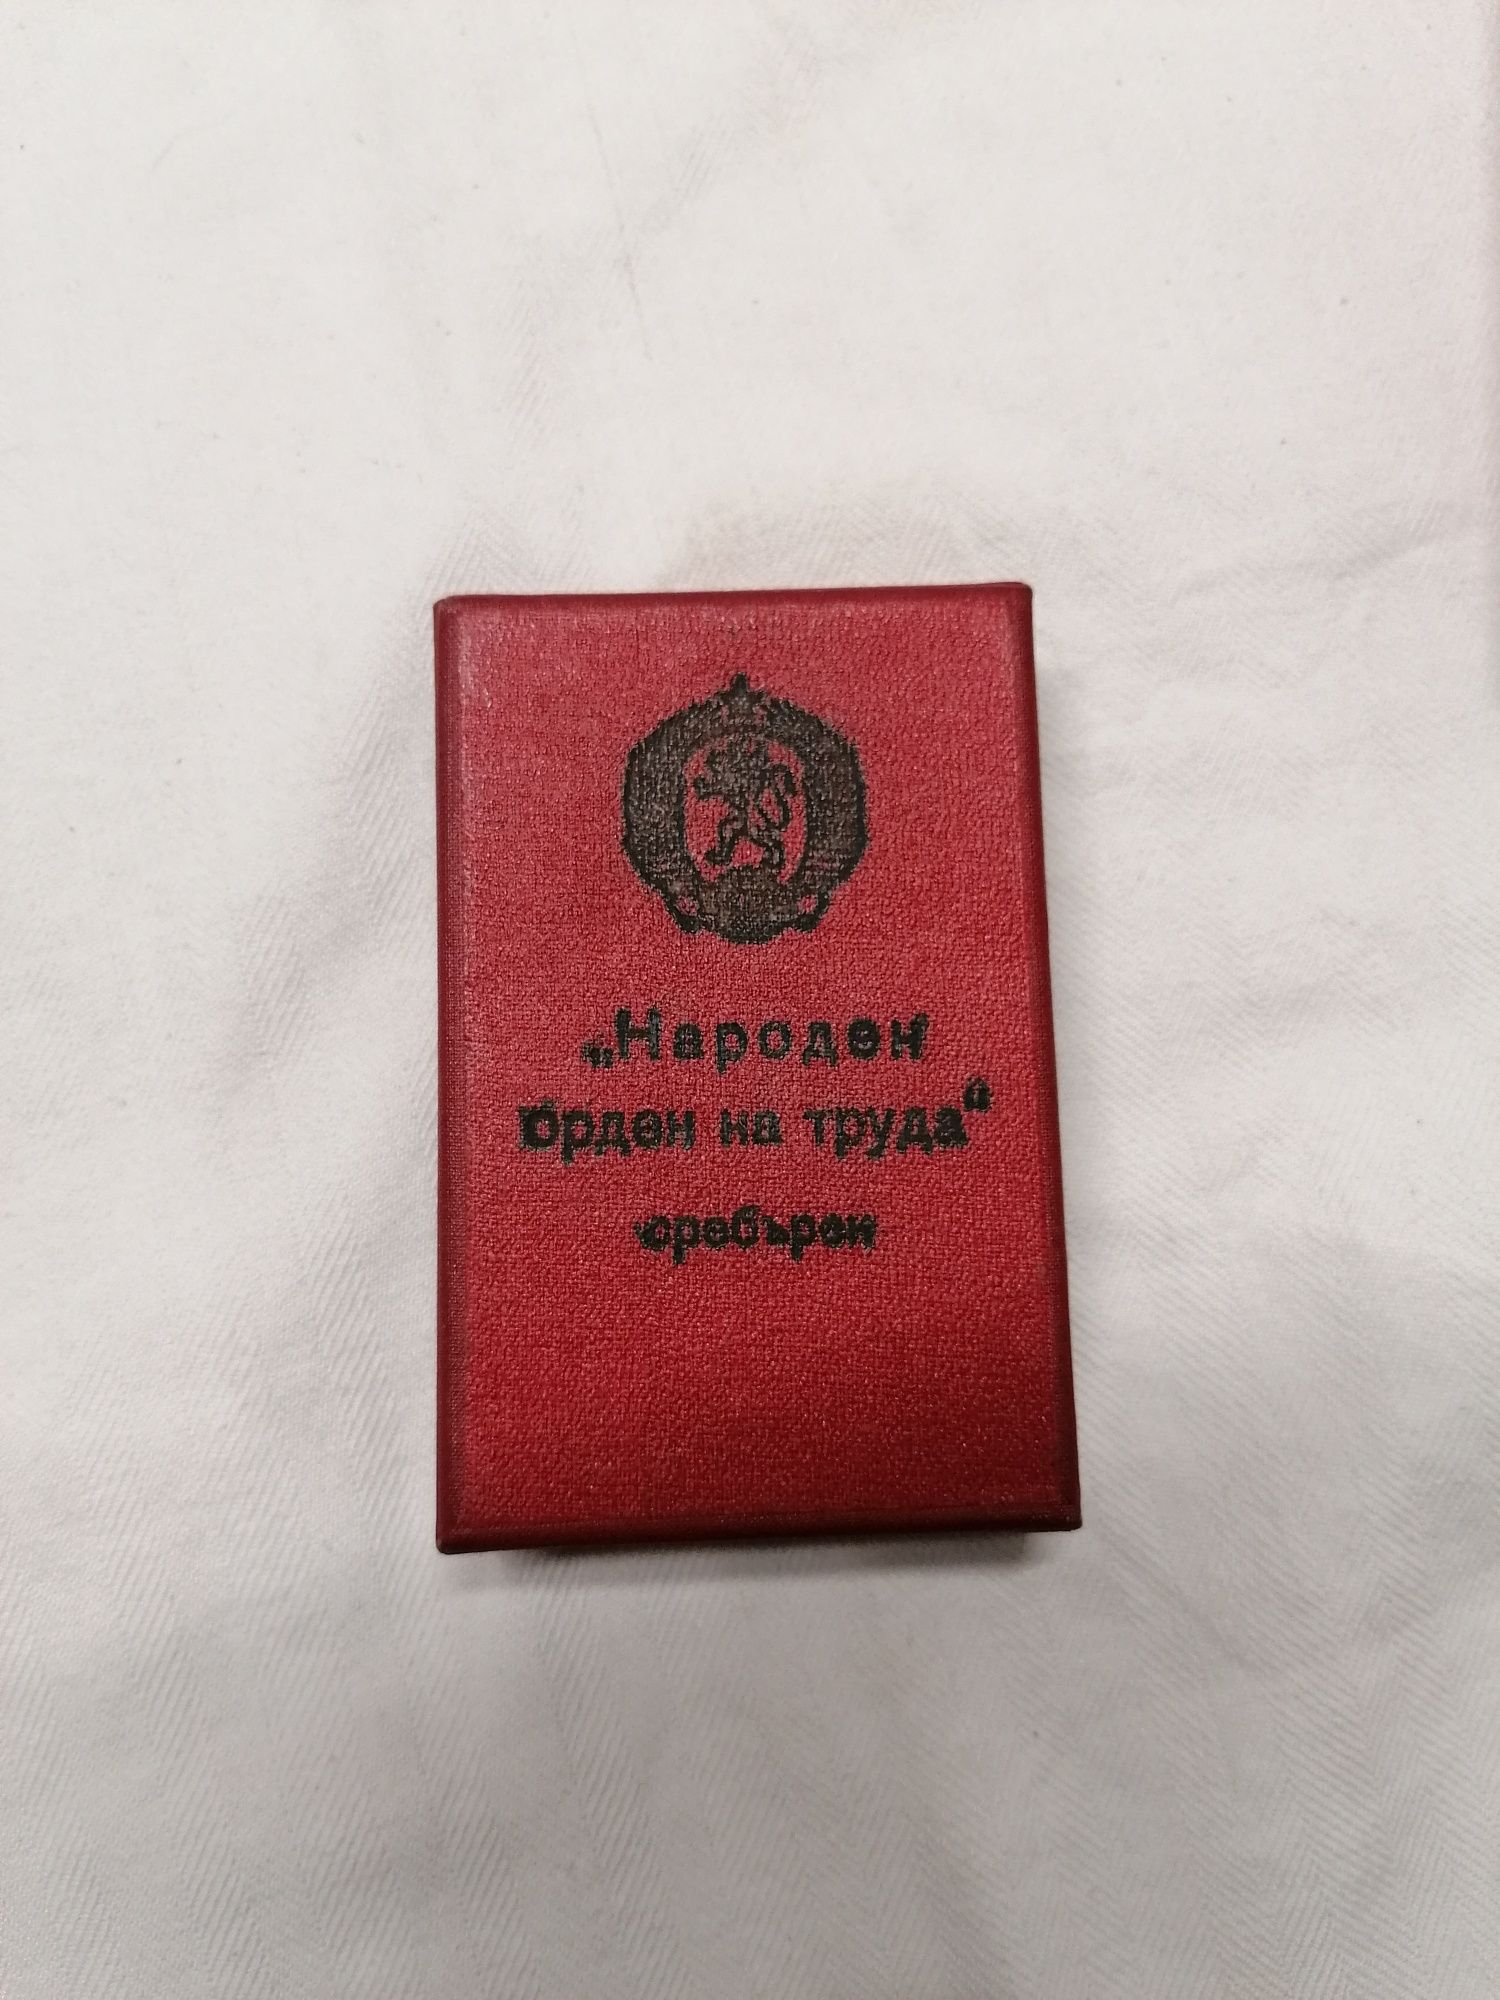 „Народен
орден на труда“
сребърен